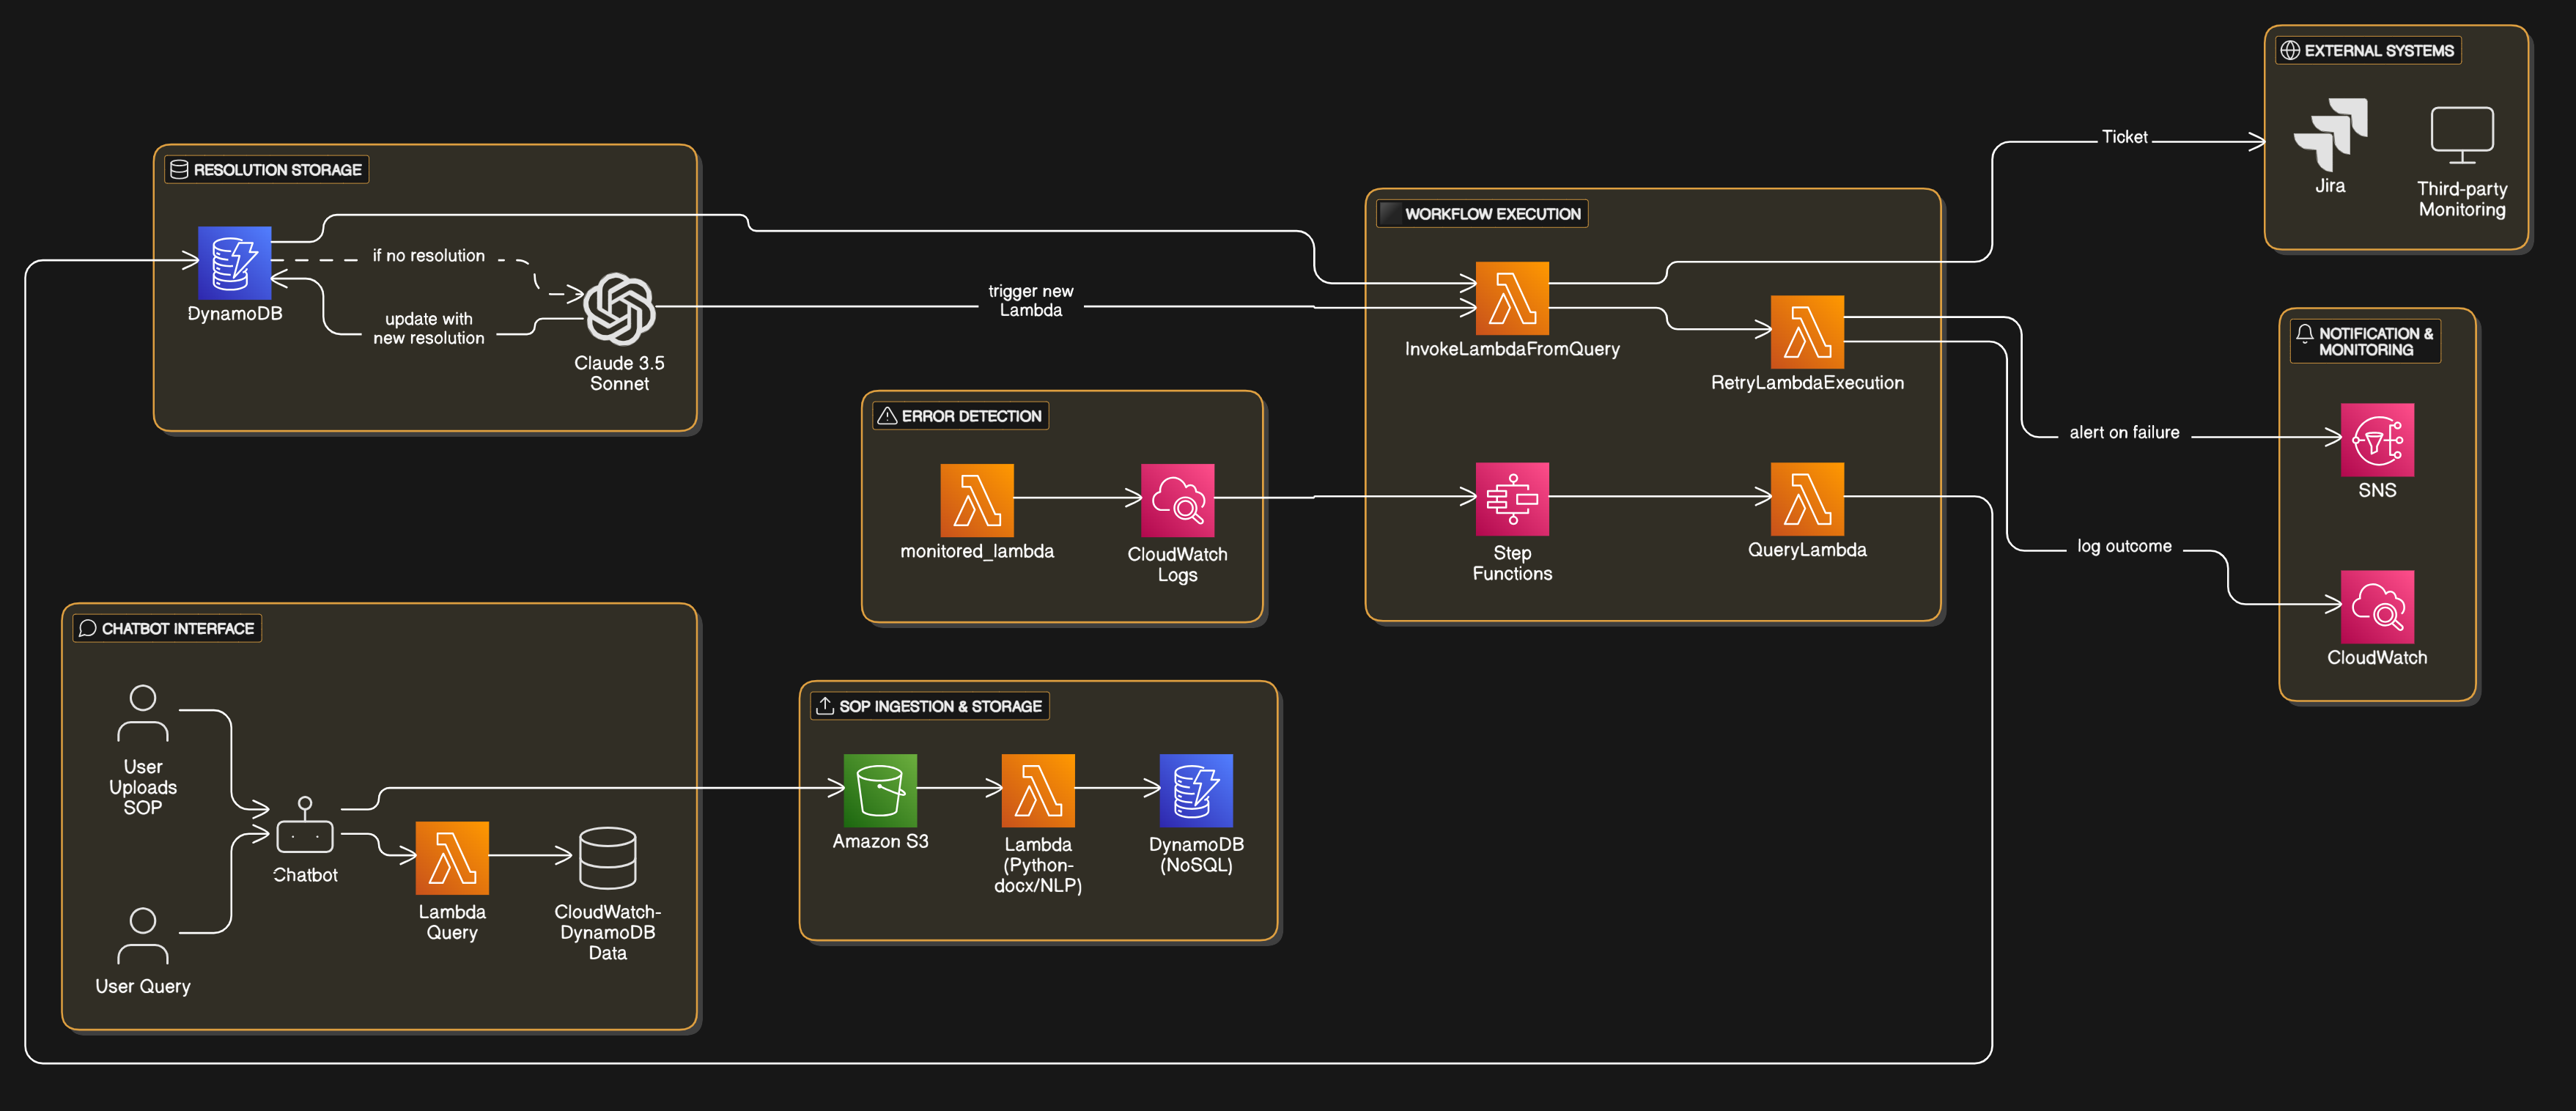 EXTERNAL SYSTEMS
Jira
Third-party
Monitoring
Ticket
RESOLUTION STORAGE
DynamoDB
if no resolution
update with
new resolution
Claude 3.5
Sonnet
trigger new
Lambda
WORKFLOW EXECUTION
InvokeLambdaFromQuery
RetryLambdaExecution
Step
Functions
QueryLambda
NOTIFICATION &
MONITORING
alert on failure
SNS
log outcome
CloudWatch
ERROR DETECTION
monitored_lambda
CloudWatch
Logs
CHATBOT INTERFACE
User
Uploads
SOP
User Query
Chatbot
Lambda
Query
CloudWatch-
DynamoDB
Data
SOP INGESTION & STORAGE
Amazon S3
Lambda
(Python-
docx/NLP)
DynamoDB
(NoSQL)